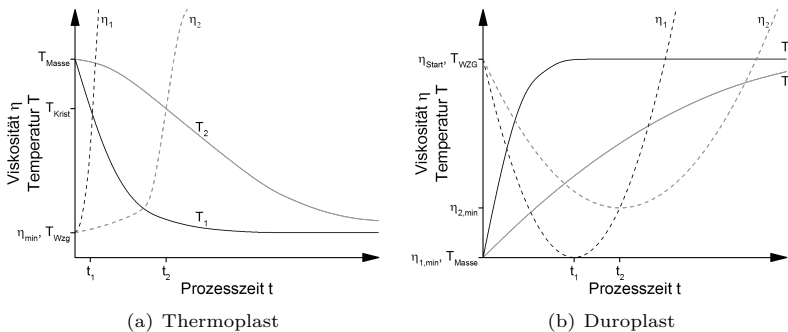 η1
η2
TMasse
TKrist
Viskosität η
Temperatur T
T2
T1
ηmin, TWzg
t1
t2
Prozesszeit t
(a) Thermoplast
η1
η2
ηStart, TWZG
T
T
Viskosität η
Temperatur T
η2,min
η1,min, TMasse
t1
t2
Prozesszeit t
(b) Duroplast